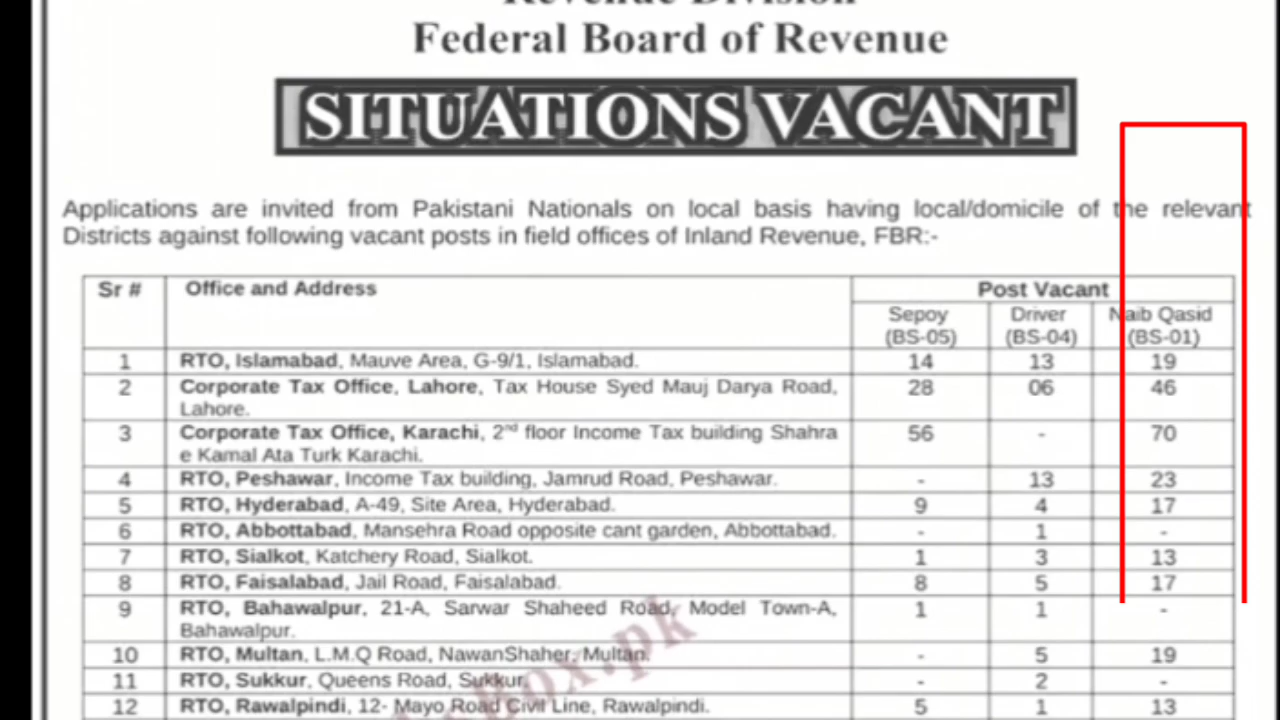 Revenue Division
Federal Board of Revenue
SITUATIONS VACANT
Applications are invited from Pakistani Nationals on local basis having local/domicile of the relevant
Districts against following vacant posts in field offices of Inland Revenue, FBR:-
Sr # Office and Address Post Vacant
Sepoy Driver Naib Qasid
(BS-05) (BS-04) (BS-01)
1 RTO, Islamabad, Mauve Area, G-9/1, Islamabad. 14 13 19
2 Corporate Tax Office, Lahore, Tax House Syed Mauj Darya Road, 28 06 46
Lahore.
3 Corporate Tax Office, Karachi, 2nd floor Income Tax building Shahra 56 - 70
e Kamal Ata Turk Karachi.
4 RTO, Peshawar, Income Tax building, Jamrud Road, Peshawar. - 13 23
5 RTO, Hyderabad, A-49, Site Area, Hyderabad. 9 4 17
6 RTO, Abbottabad, Mansehra Road opposite cant garden, Abbottabad. - 1 -
7 RTO, Sialkot, Katchery Road, Sialkot. 1 3 13
8 RTO, Faisalabad, Jail Road, Faisalabad. 8 5 17
9 RTO, Bahawalpur, 21-A, Sarwar Shaheed Road, Model Town-A, 1 1 -
Bahawalpur.
10 RTO, Multan, L.M.Q Road, NawanShaher, Multan. - 5 19
11 RTO, Sukkur, Queens Road, Sukkur. - 2 -
12 RTO, Rawalpindi, 12- Mayo Road Civil Line, Rawalpindi. 5 1 13